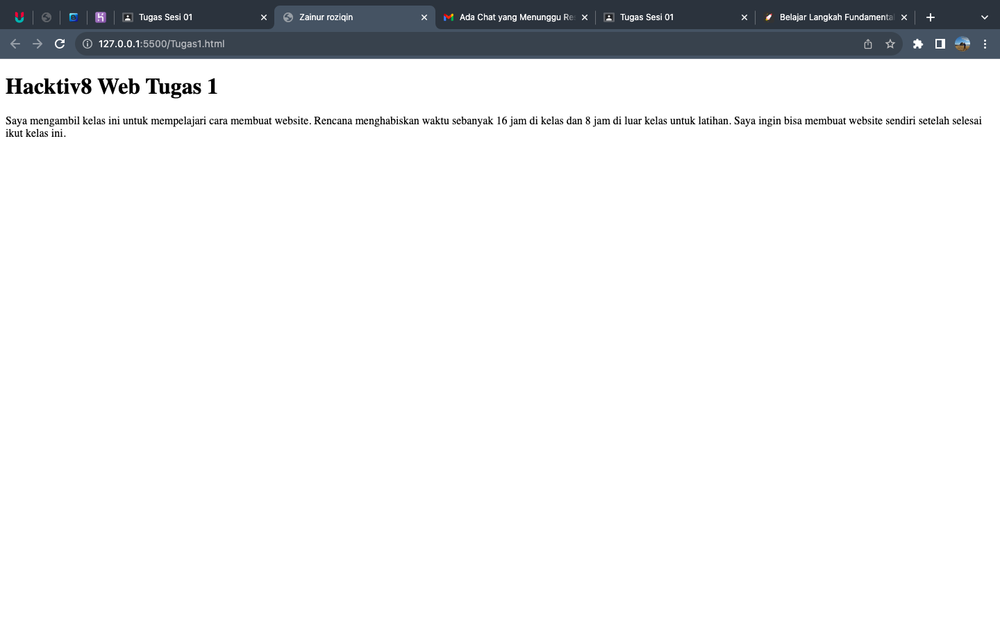 Tugas Sesi 01
Zainur roziqin
Ada Chat yang Menunggu Re
Tugas Sesi 01
Belajar Langkah Fundamenta
127.0.0.1:5500/Tugas1.html
Hacktiv8 Web Tugas 1
Saya mengambil kelas ini untuk mempelajari cara membuat website. Rencana menghabiskan waktu sebanyak 16 jam di kelas dan 8 jam di luar kelas untuk latihan. Saya ingin bisa membuat website sendiri setelah selesai
ikut kelas ini.